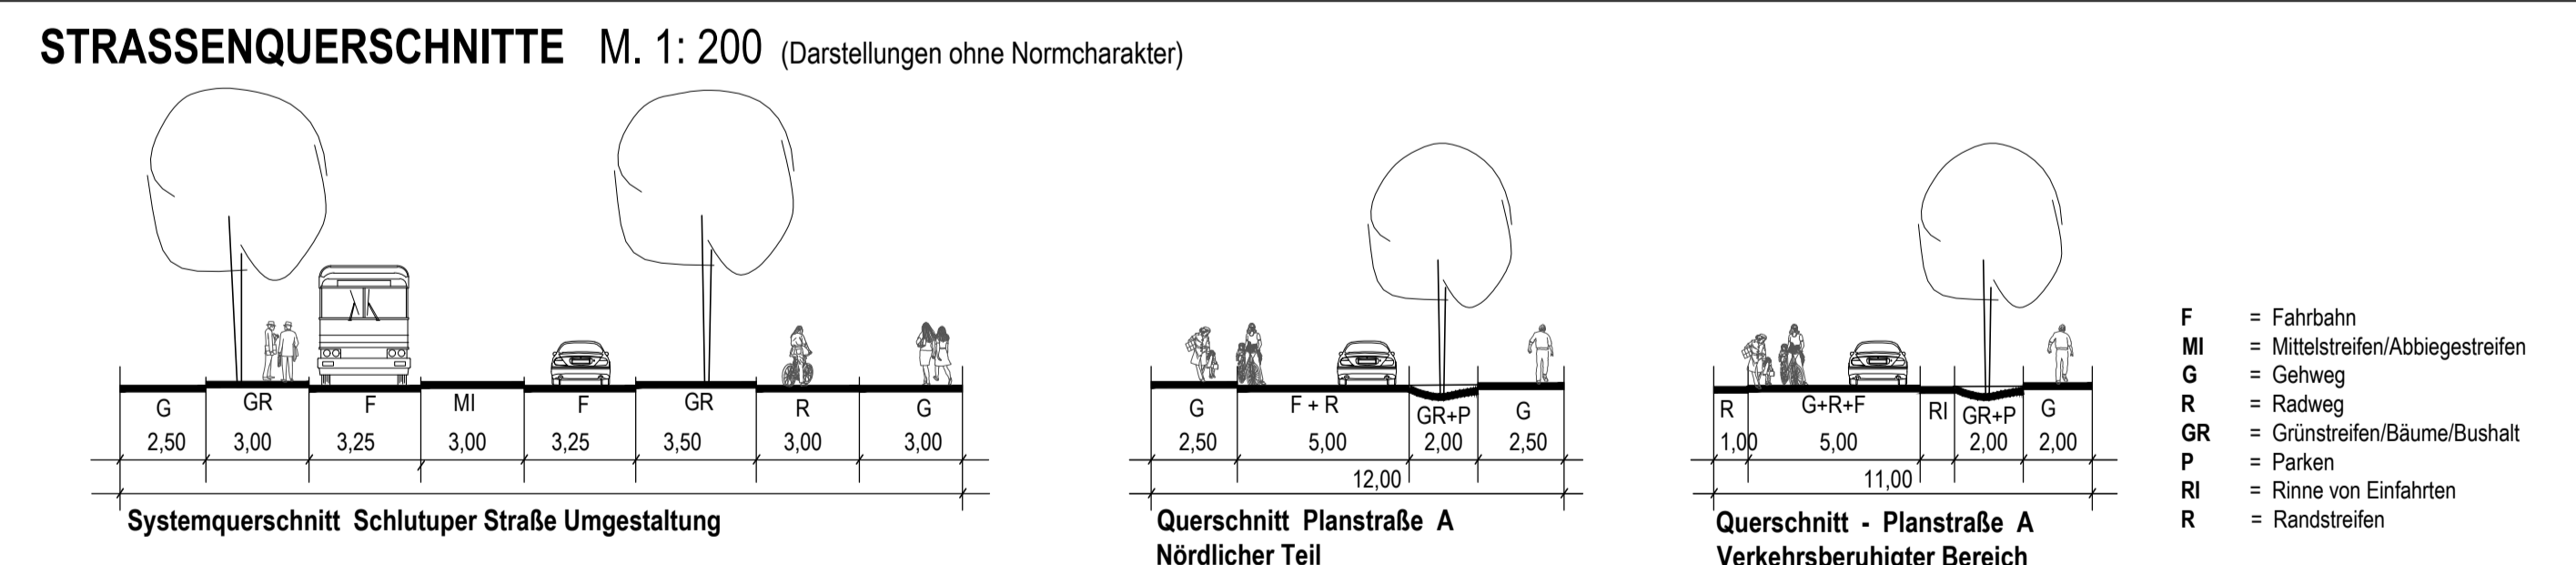 STRASSENQUERSCHNITTE M. 1: 200 (Darstellungen ohne Normcharakter)
G GR F MI F GR R G
2,50 3,00 3,25 3,00 3,25 3,50 3,00 3,00
Systemquerschnitt Schlutuper Straße Umgestaltung
G F + R GR+P G
2,50 5,00 2,00 2,50
12,00
Querschnitt Planstraße A
Nördlicher Teil
R G+R+F RI GR+P G
1,00 5,00 2,00 2,00
11,00
Querschnitt - Planstraße A
Verkehrsberuhigter Bereich
F = Fahrbahn
MI = Mittelstreifen/Abbiegestreifen
G = Gehweg
R = Radweg
GR = Grünstreifen/Bäume/Bushalt
P = Parken
RI = Rinne von Einfahrten
R = Randstreifen